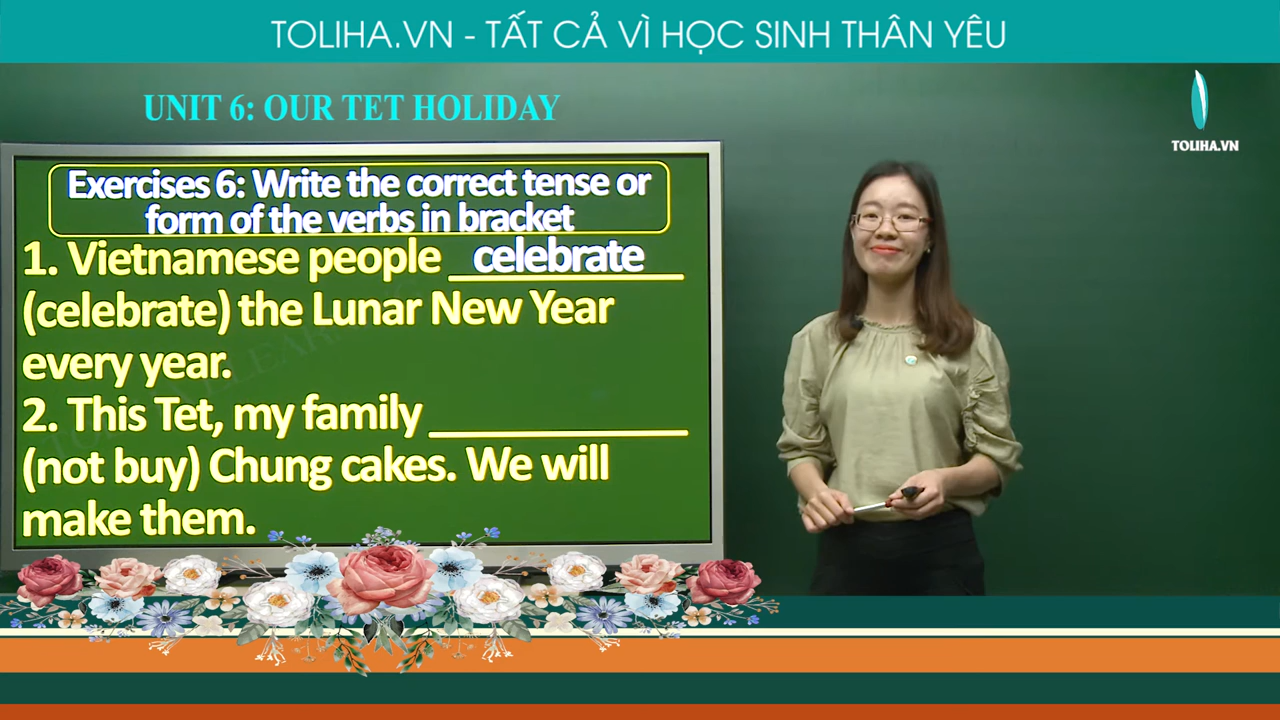 TOLIHA.VN - TẤT CẢ VÌ HỌC SINH THÂN YÊU
UNIT 6: OUR TET HOLIDAY
TOLIHA.VN
Exercises 6: Write the correct tense or
form of the verbs in bracket
1. Vietnamese people celebrate
(celebrate) the Lunar New Year
every year.
2. This Tet, my family ____________
(not buy) Chung cakes. We will
make them.